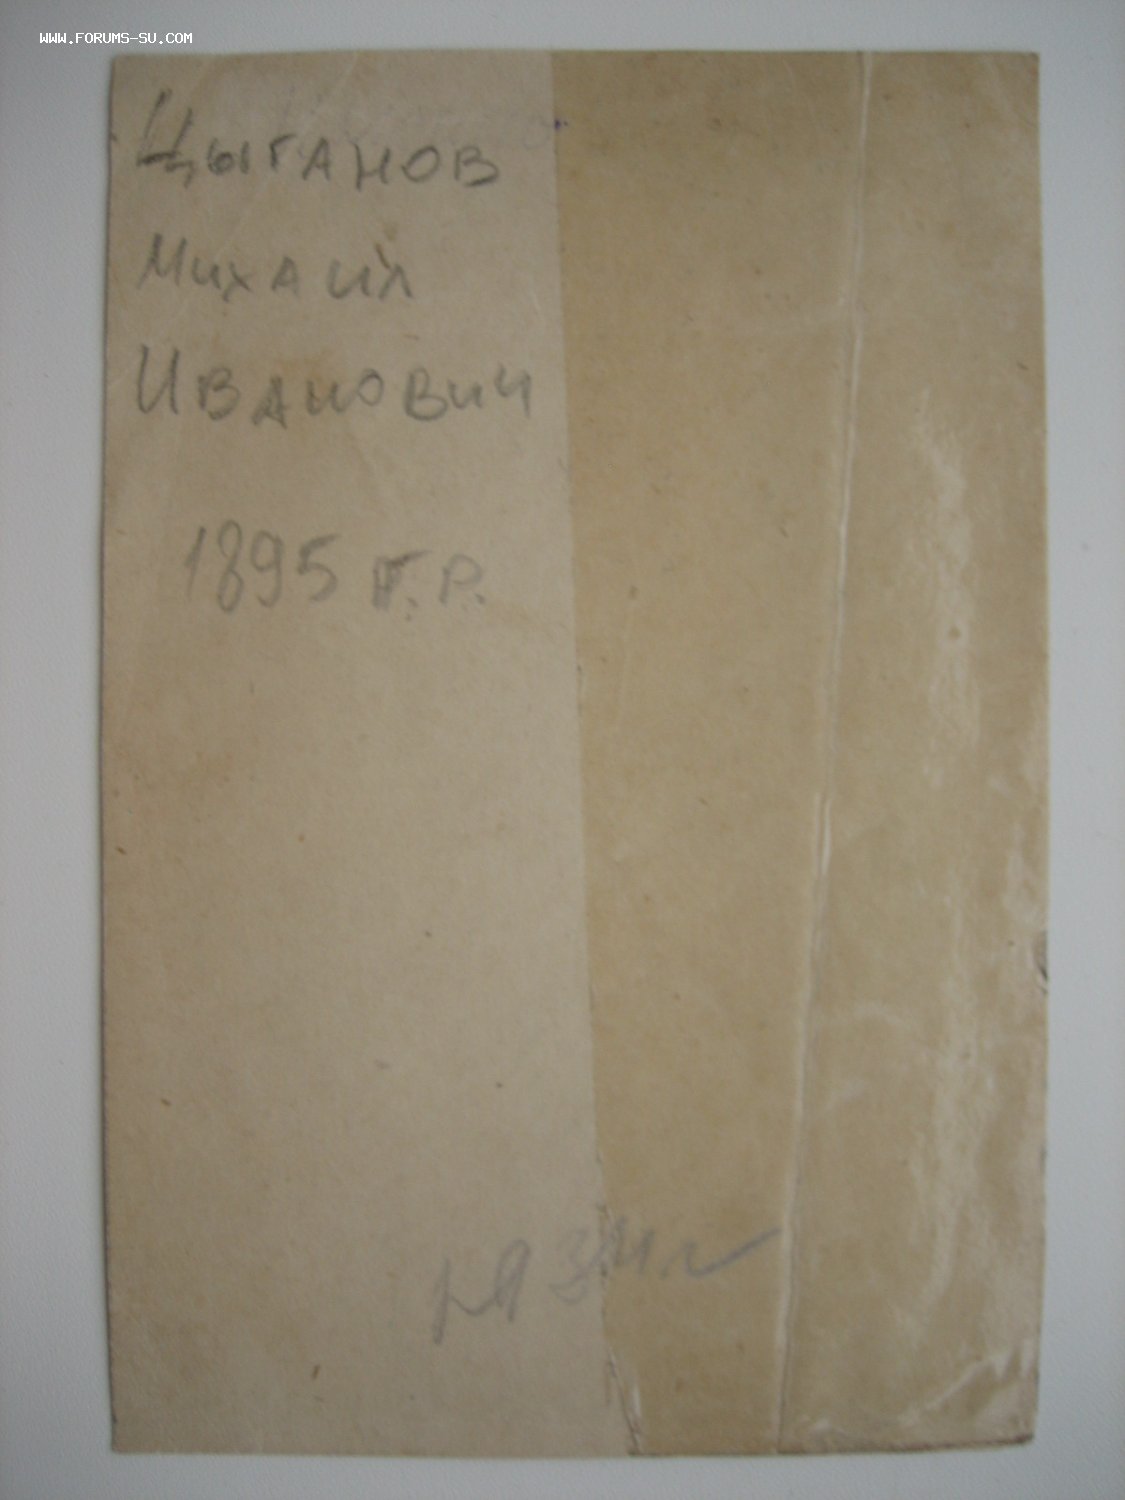 WWW.FORUMS-SU.COM
Цыганов
Михаил
Иванович
1895 г.р.